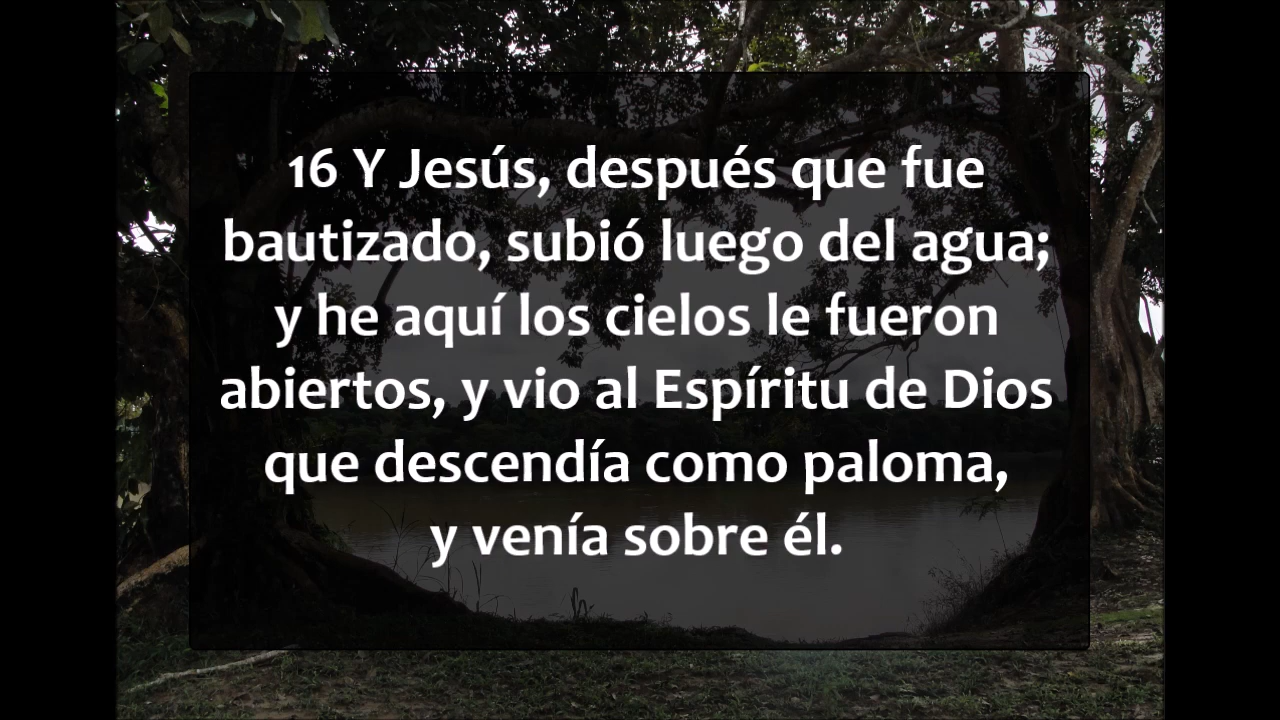 16 Y Jesús, después que fue
bautizado, subió luego del agua;
y he aquí los cielos le fueron
abiertos, y vio al Espíritu de Dios
que descendía como paloma,
y venía sobre él.